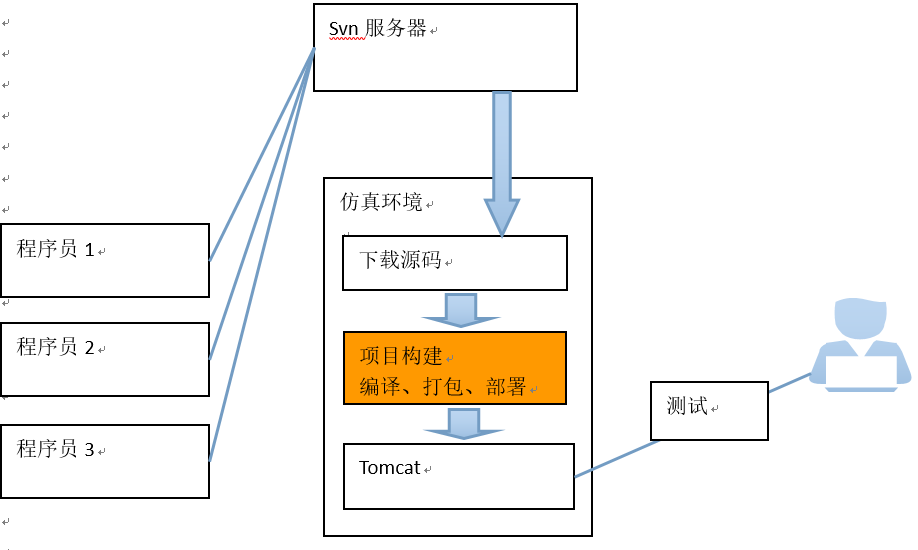 Svn 服务器
仿真环境
程序员 1
下载源码
程序员 2
项目构建
编译、打包、部署
测试
程序员 3
Tomcat